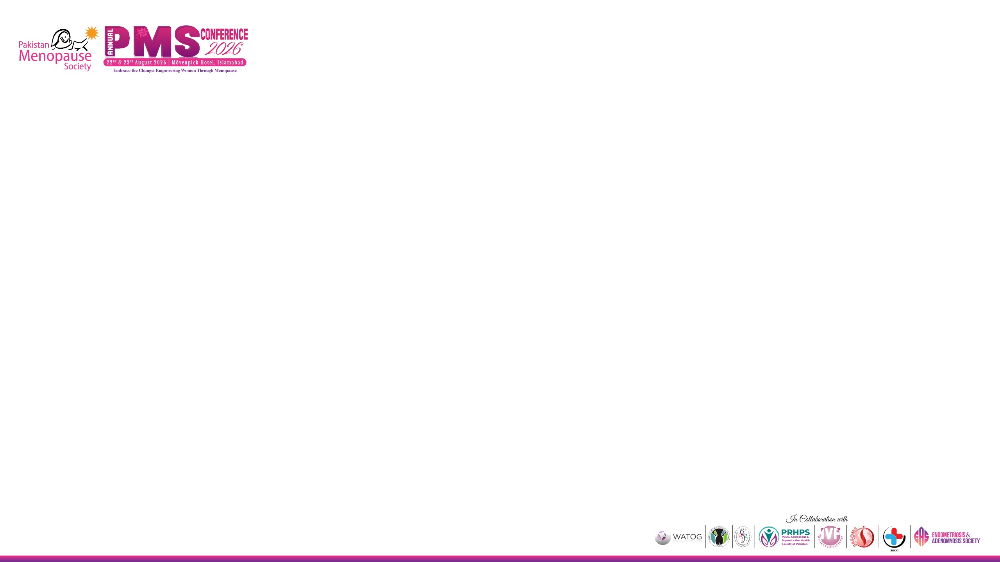 Pakistan
Menopause
Society
ANNUAL
PMS
CONFERENCE
2026
22nd & 23rd August 2026 | Mövenpick Hotel, Islamabad
Embrace the Change: Empowering Women Through Menopause
In Collaboration with
WATOG
PRHPS
PCOS, Adolescent &
Reproductive Health
Society of Pakistan
IVF
SOCIETY OF PAKISTAN
SAFOMS
SOGO
EAS
ENDOMETRIOSIS &
ADENOMYOSIS SOCIETY